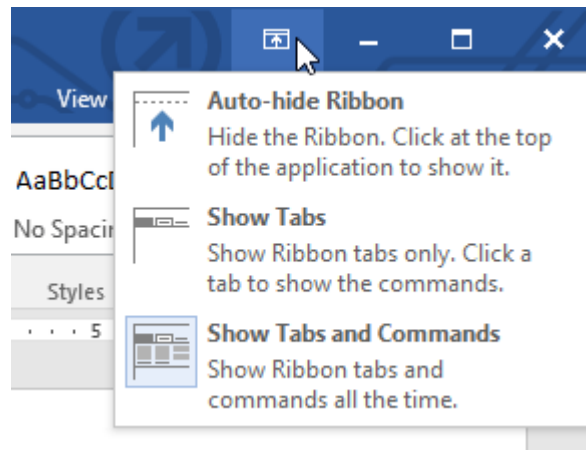 View
Auto-hide Ribbon
Hide the Ribbon. Click at the top
of the application to show it.
AaBbCc
No Spacin
Show Tabs
Show Ribbon tabs only. Click a
tab to show the commands.
Styles
5
Show Tabs and Commands
Show Ribbon tabs and
commands all the time.